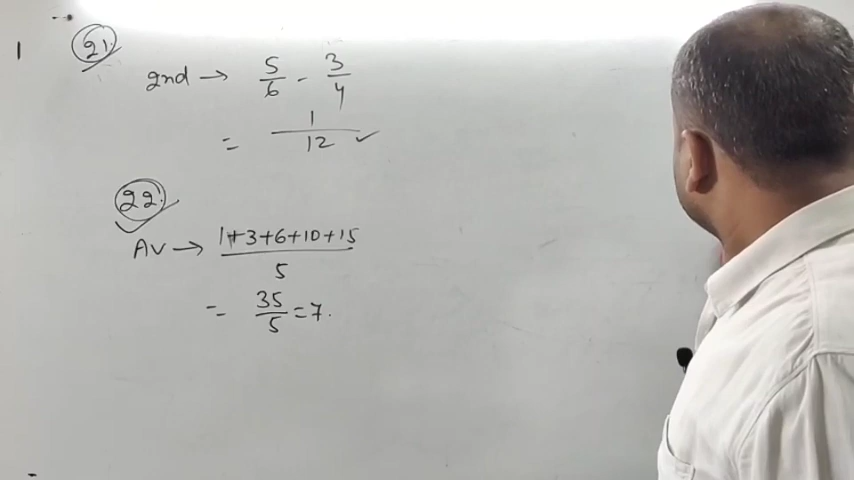 21.
2nd → 5/6 - 3/4
= 1/12 ✓
22.
AV → 1+3+6+10+15/5
= 35/5 = 7.